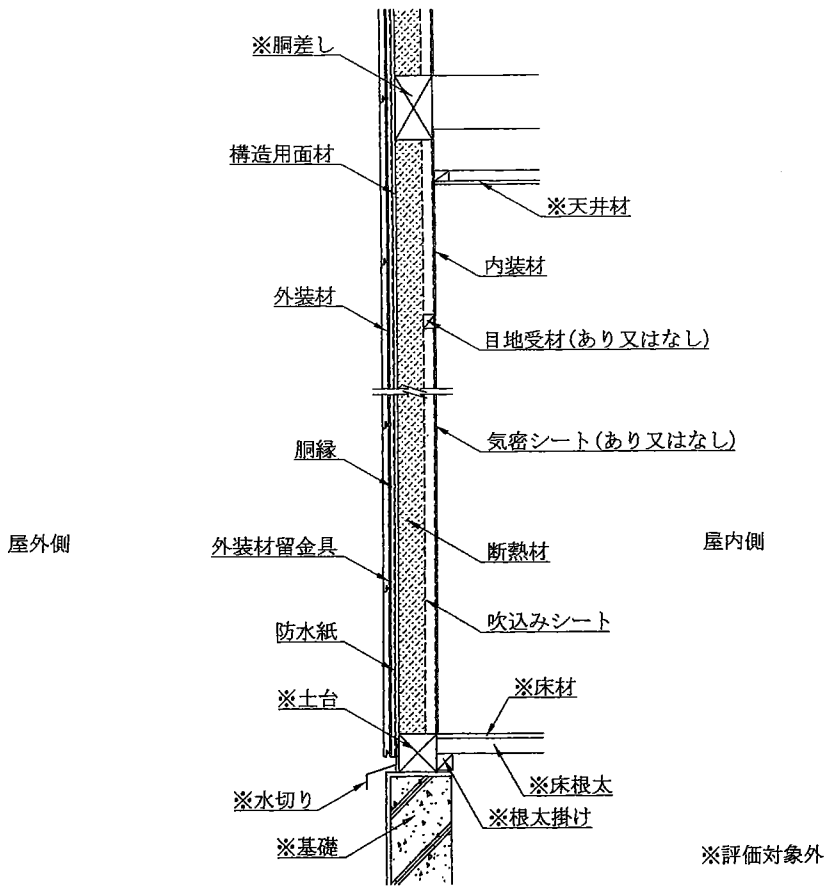 ※胴差し
構造用面材
※天井材
内装材
外装材
目地受材(あり又はなし)
気密シート(あり又はなし)
胴縁
屋外側
外装材留金具
断熱材
屋内側
防水紙
吹込みシート
※土台
※床材
※床根太
※水切り
※根太掛け
※基礎
※評価対象外